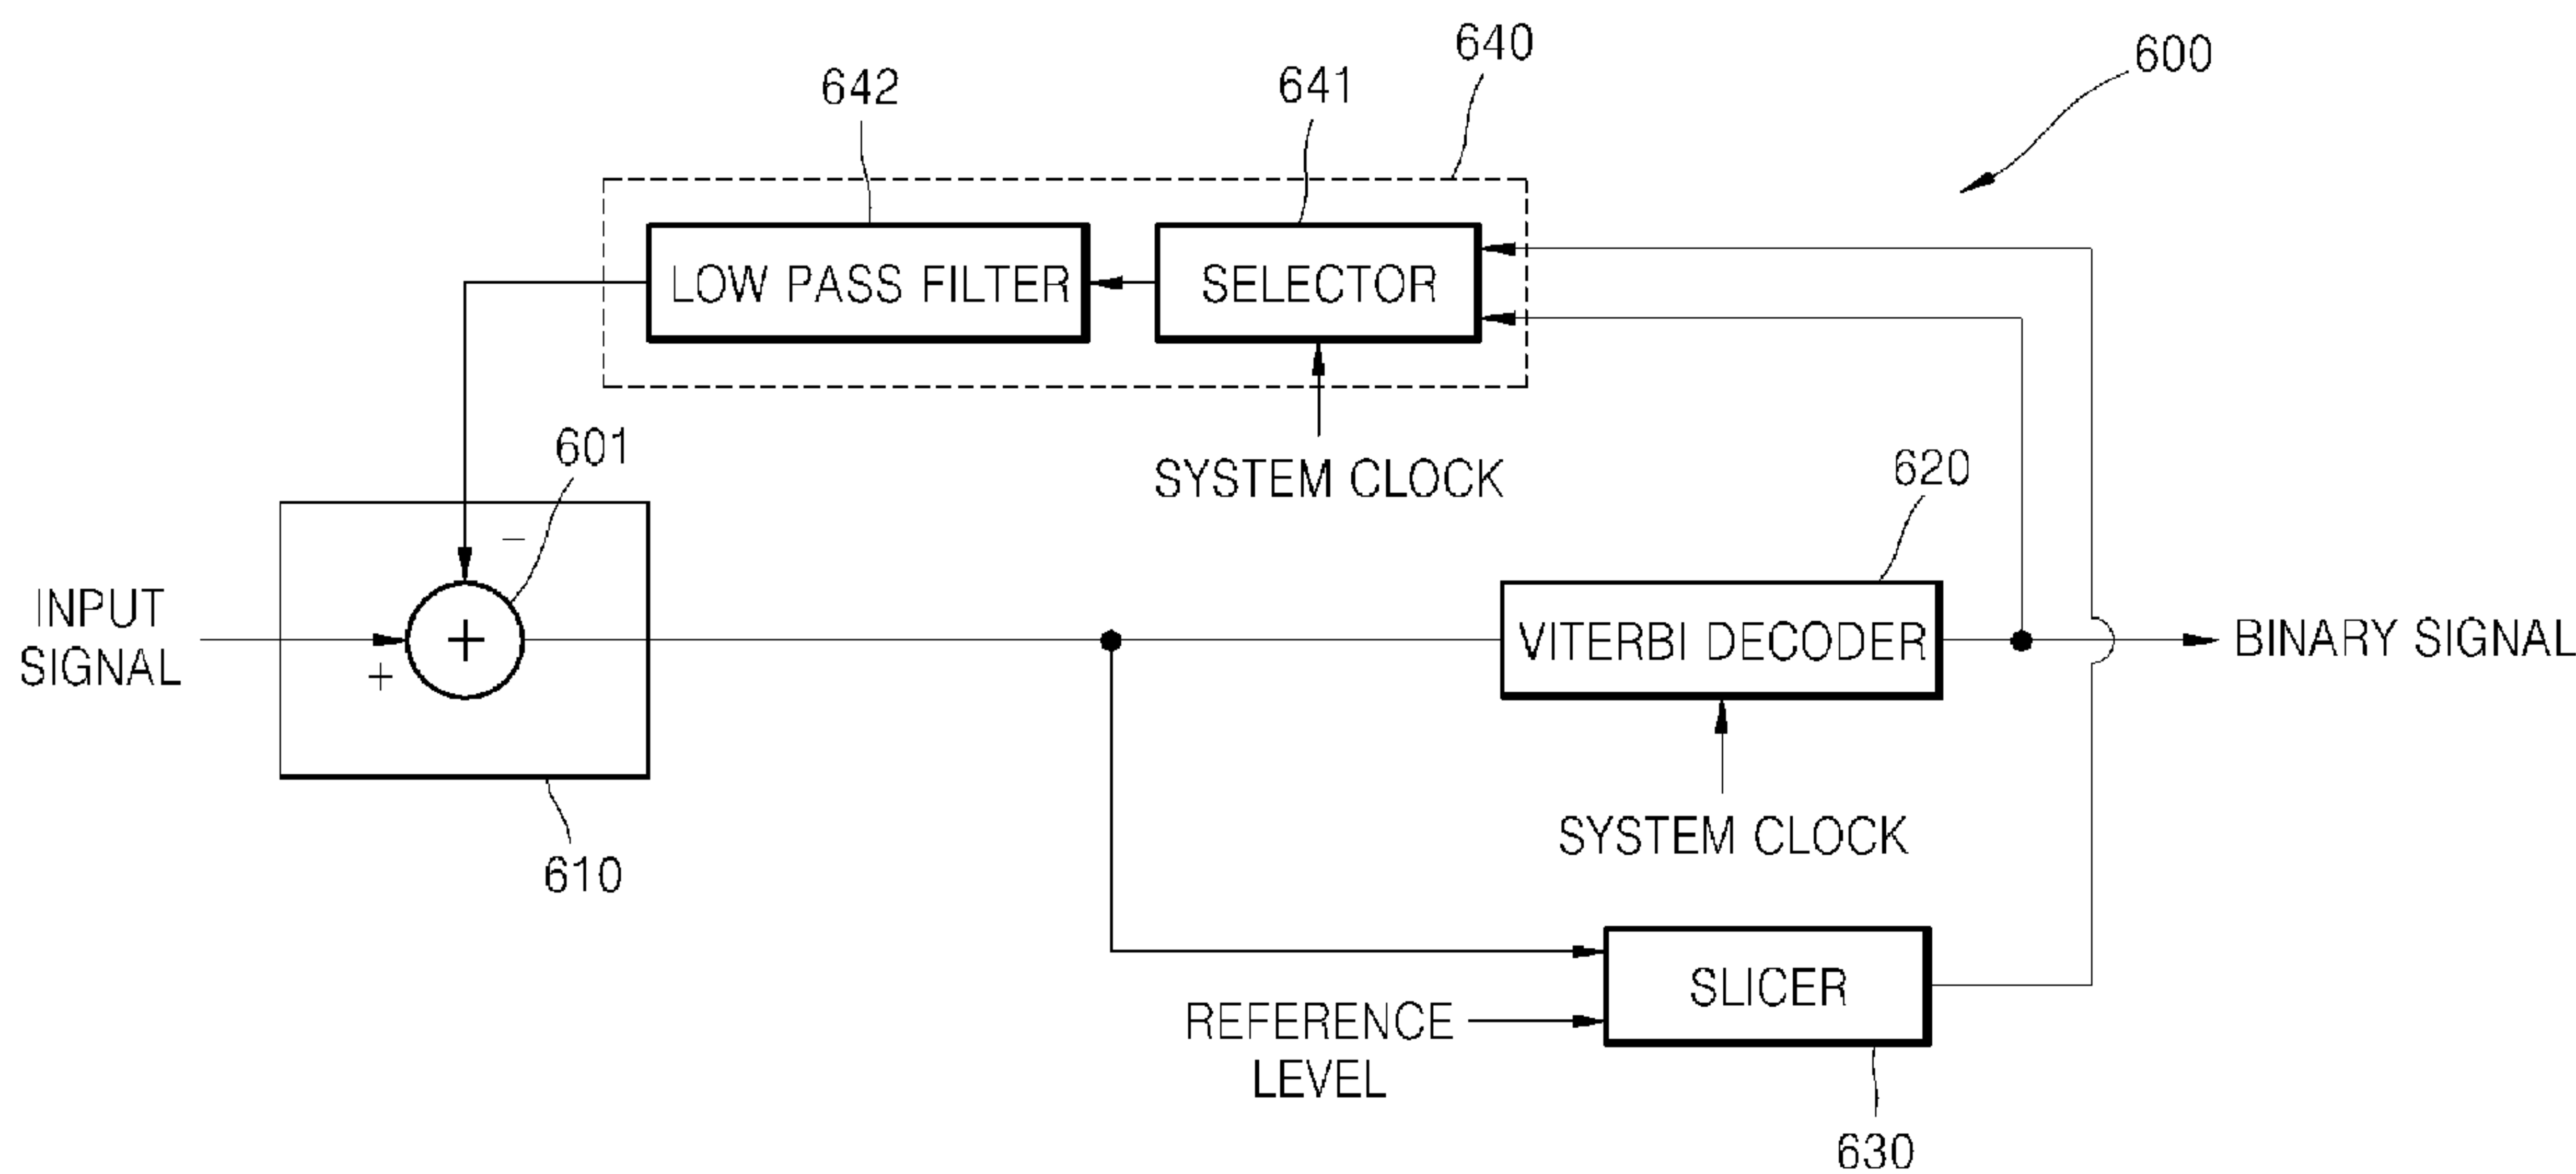 640
600
642
641
LOW PASS FILTER
SELECTOR
601
SYSTEM CLOCK
620
−
INPUT
SIGNAL
+
+
VITERBI DECODER
BINARY SIGNAL
SYSTEM CLOCK
610
SLICER
REFERENCE
LEVEL
630